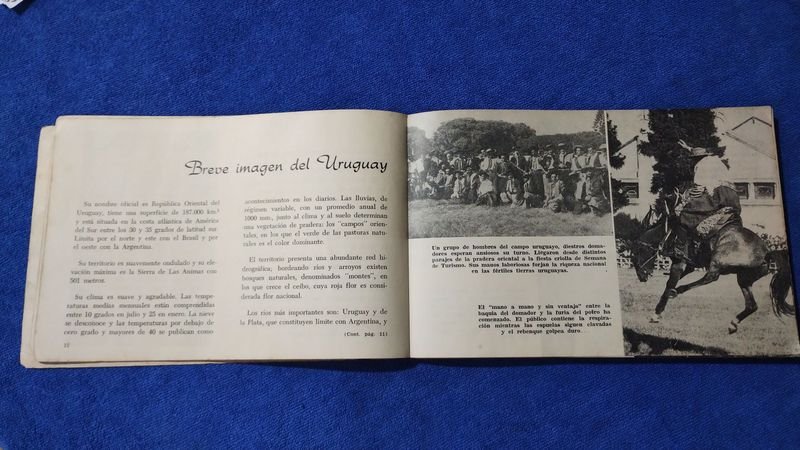 Breve imagen del Uruguay
Su nombre oficial es República Oriental del
Uruguay, tiene una superficie de 187.000 km²
y está situada en la costa atlántica de América
del Sur entre los 30 y 35 grados de latitud sur.
Limita por el norte y este con el Brasil y por
el oeste con la Argentina.
Su territorio es suavemente ondulado y su ele-
vación máxima es la Sierra de Las Animas con
501 metros.
Su clima es suave y agradable. Las tempe-
raturas medias mensuales están comprendidas
entre 10 grados en julio y 25 en enero. La nieve
se desconoce y las temperaturas por debajo de
cero grado y mayores de 40 se publican como
12
acontecimientos en los diarios. Las lluvias, de
régimen variable, con un promedio anual de
1000 mm., junto al clima y al suelo determinan
una vegetación de pradera: los "campos" orien-
tales, en los que el verde de las pasturas natura-
les es el color dominante.
El territorio presenta una abundante red hi-
drográfica; bordeando ríos y arroyos existen
bosques naturales, denominados "montes", en
los que crece el ceibo, cuya roja flor es consi-
derada flor nacional.
Los ríos más importantes son: Uruguay y de
la Plata, que constituyen límite con Argentina, y
(Cont. pág. 51)
Un grupo de hombres del campo uruguayo, diestros doma-
dores esperan ansiosos su turno. Llegaron desde distintos
parajes de la pradera oriental a la fiesta criolla de Semana
de Turismo. Sus manos laboriosas forjan la riqueza nacional
en las fértiles tierras uruguayas.
El "mano a mano y sin ventaja" entre la
baquía del domador y la furia del potro ha
comenzado. El público contiene la respira-
ción mientras las espuelas siguen clavadas
y el rebenque golpea duro.